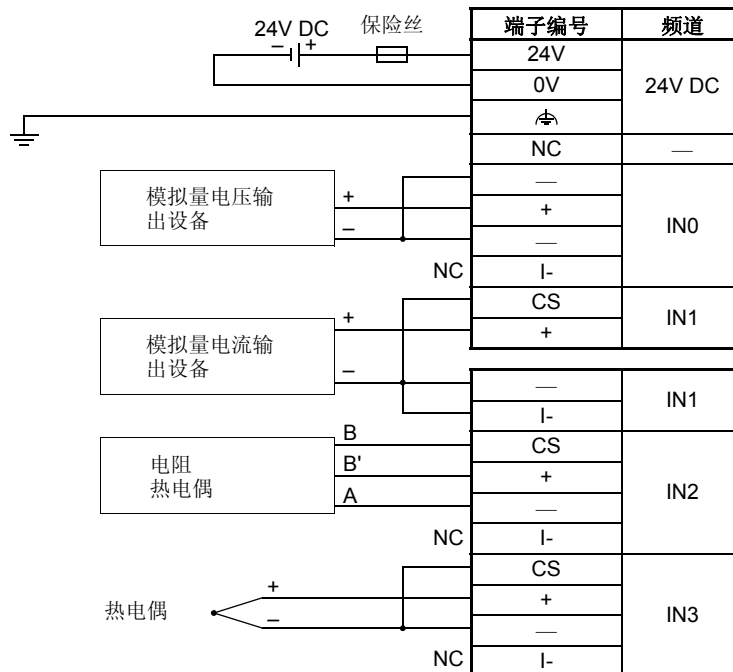 24V DC
保险丝
– +
端子编号 频道
24V
0V
24V DC
NC —
—
+
—
I-
IN0
模拟量电压输
出设备
+
–
NC
CS
+
IN1
模拟量电流输
出设备
+
–
—
I-
IN1
电阻
热电偶
B
B'
A
NC
CS
+
—
I-
IN2
热电偶
+
–
NC
CS
+
—
I-
IN3